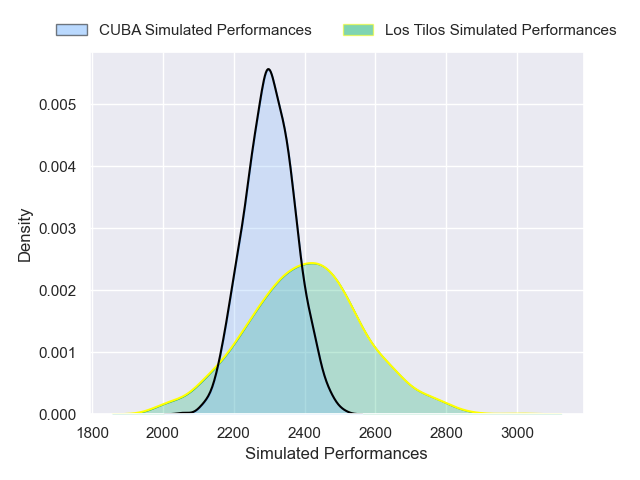 CUBA Simulated Performances
Los Tilos Simulated Performances
Density
0.005
0.004
0.003
0.002
0.001
0.000
1800 2000 2200 2400 2600 2800 3000
Simulated Performances